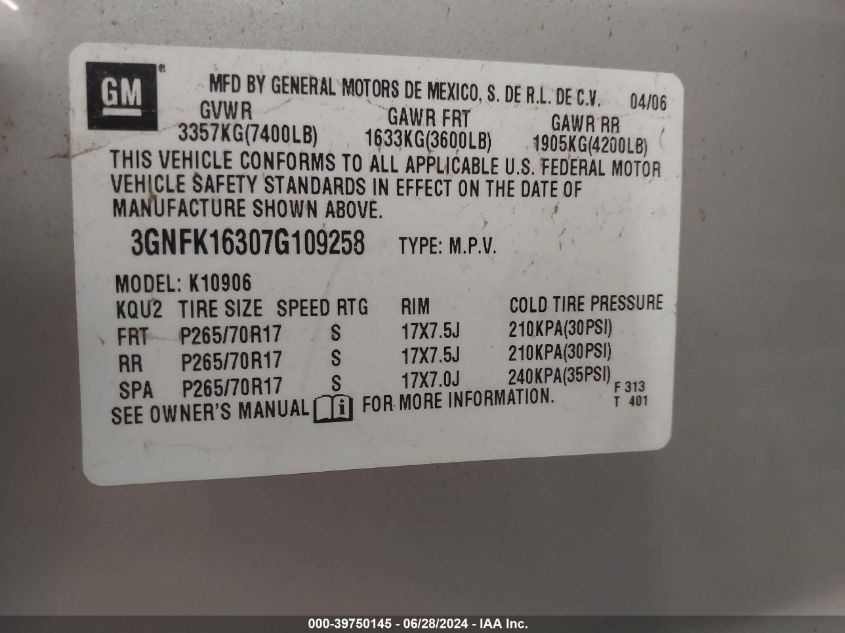 GM ®
MFD BY GENERAL MOTORS DE MEXICO, S. DE R.L. DE C.V. 04/06
GVWR GAWR FRT GAWR RR
3357KG(7400LB) 1633KG(3600LB) 1905KG(4200LB)
THIS VEHICLE CONFORMS TO ALL APPLICABLE U.S. FEDERAL MOTOR
VEHICLE SAFETY STANDARDS IN EFFECT ON THE DATE OF
MANUFACTURE SHOWN ABOVE.
3GNFK16307G109258 TYPE: M.P.V.
MODEL: K10906
KQU2 TIRE SIZE SPEED RTG RIM COLD TIRE PRESSURE
FRT P265/70R17 S 17X7.5J 210KPA(30PSI)
RR P265/70R17 S 17X7.5J 210KPA(30PSI)
SPA P265/70R17 S 17X7.0J 240KPA(35PSI) F 313
SEE OWNER'S MANUAL i FOR MORE INFORMATION. T 401
000-39750145 - 06/28/2024 - IAA Inc.